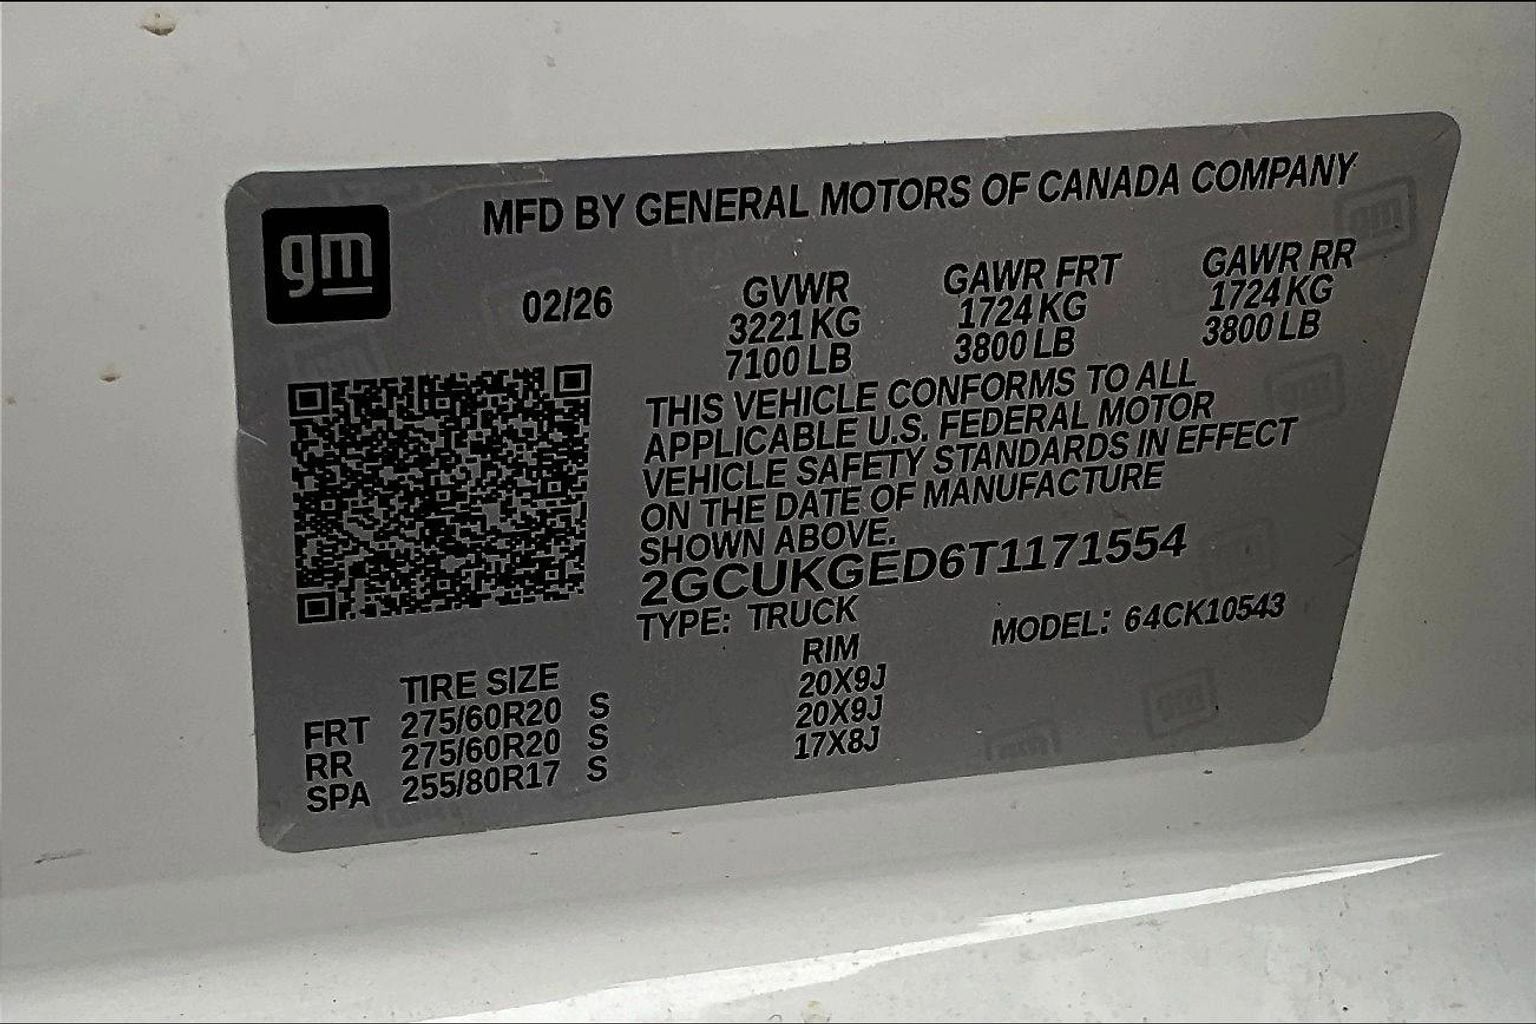 gm
MFD BY GENERAL MOTORS OF CANADA COMPANY
02/26
GVWR GAWR FRT GAWR RR
3221 KG 1724 KG 1724 KG
7100 LB 3800 LB 3800 LB
THIS VEHICLE CONFORMS TO ALL
APPLICABLE U.S. FEDERAL MOTOR
VEHICLE SAFETY STANDARDS IN EFFECT
ON THE DATE OF MANUFACTURE
SHOWN ABOVE.
2GCUKGED6T1171554
TYPE: TRUCK MODEL: 64CK10543
TIRE SIZE RIM
FRT 275/60R20 S 20X9J
RR 275/60R20 S 20X9J
SPA 255/80R17 S 17X8J